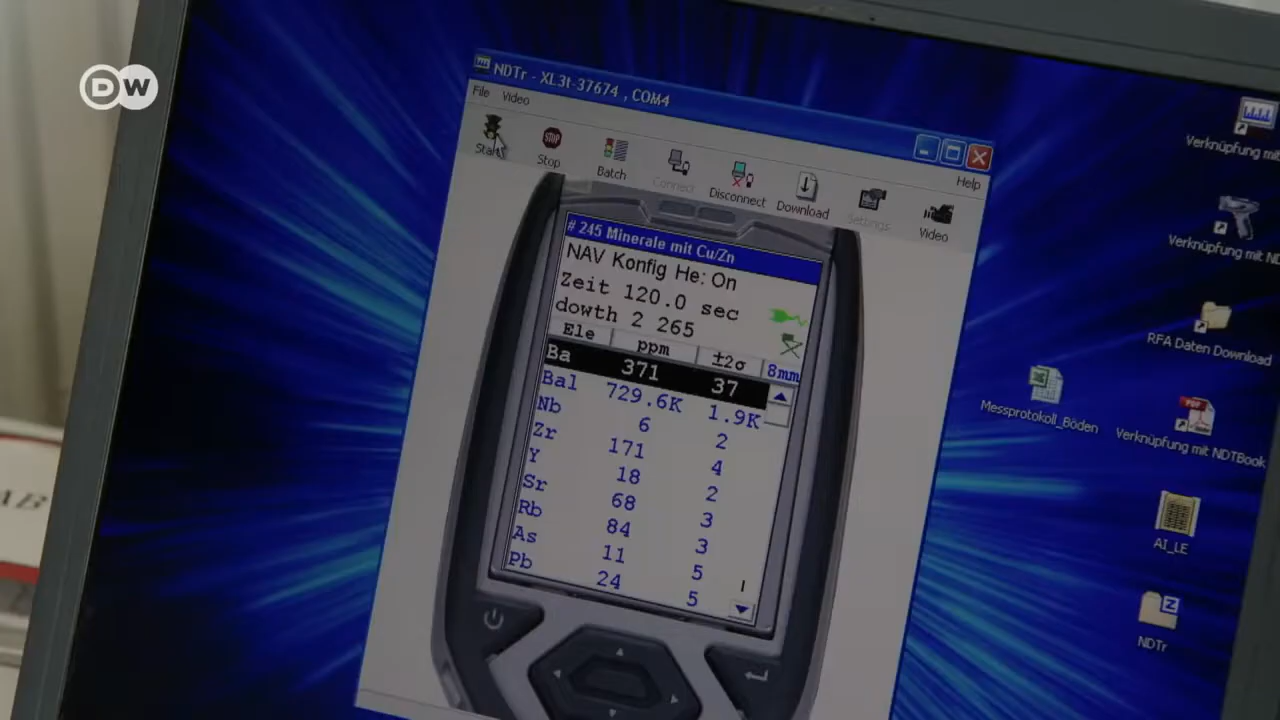 DW
NDTr - XL3t-37674 , COM4
File Video
Help
Start
Stop
Batch
Connect
Disconnect
Download
Settings
Video
# 245 Minerale mit Cu/Zn
NAV Konfig He: On
Zeit 120.0 sec
dowth 2 265
Ele ppm ±2σ 8mm
Ba 371 37
Bal 729.6K 1.9K
Nb 6 2
Zr 171 4
Y 18 2
Sr 68 3
Rb 84 3
As 11 5
Pb 24 5
Verknüpfung mit
Verknüpfung mit ND
RFA Daten Download
Messprotokoll_Böden
PDF
Verknüpfung mit NDTBook
AI_LE
NDTr
AB